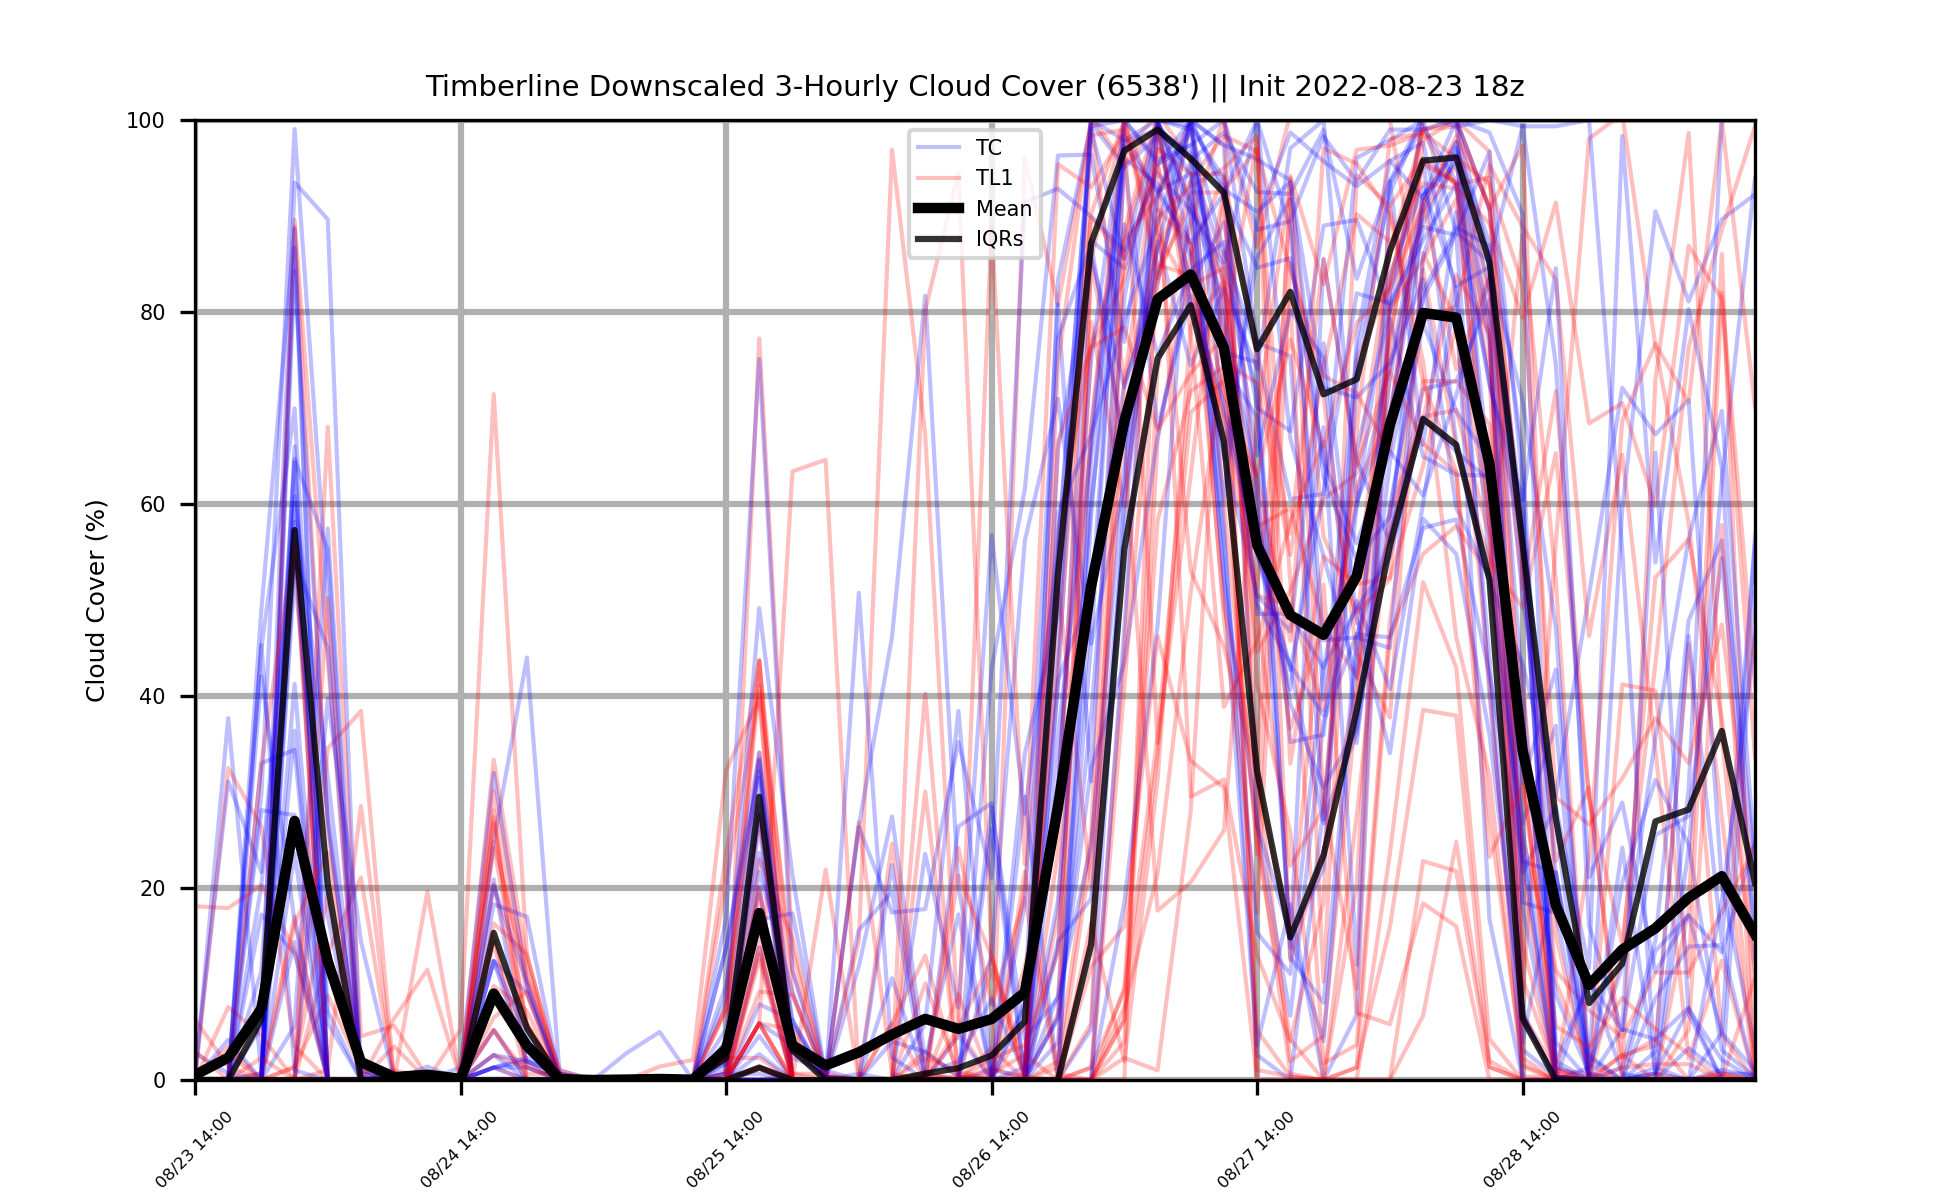 Timberline Downscaled 3-Hourly Cloud Cover (6538') || Init 2022-08-23 18z
Cloud Cover (%)
100
80
60
40
20
0
TC
TL1
Mean
IQRs
08/23 14:00
08/24 14:00
08/25 14:00
08/26 14:00
08/27 14:00
08/28 14:00